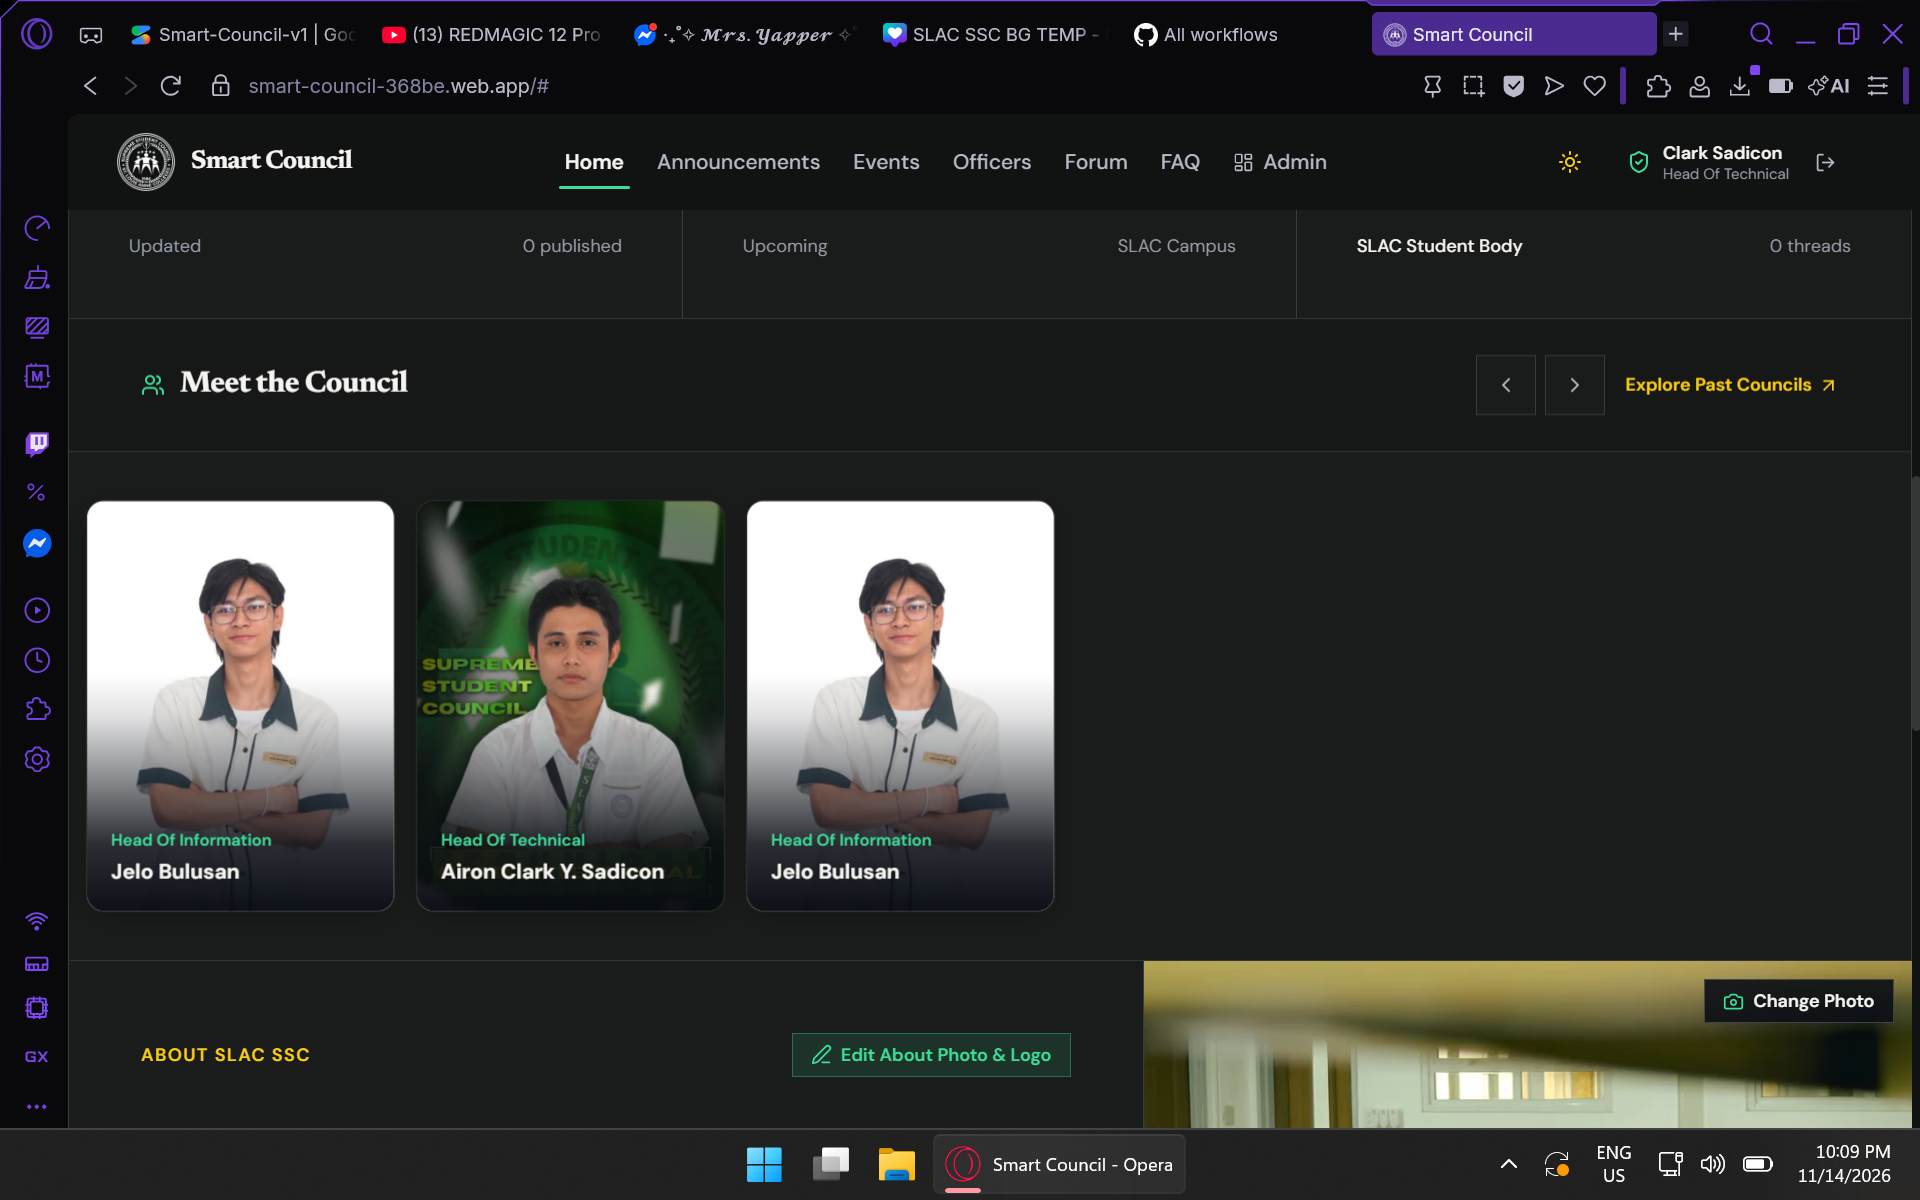 Smart-Council-v1 | Goo
(13) REDMAGIC 12 Pro
Mrs. Yapper
SLAC SSC BG TEMP -
All workflows
Smart Council
smart-council-368be.web.app/#
AI
Smart Council
Home
Announcements
Events
Officers
Forum
FAQ
Admin
Clark Sadicon
Head Of Technical
Updated
0 published
Upcoming
SLAC Campus
SLAC Student Body
0 threads
Meet the Council
Explore Past Councils
Head Of Information
Jelo Bulusan
STUDENT
SUPREME
STUDENT
COUNCIL
SLA
Head Of Technical
Airon Clark Y. Sadicon
Head Of Information
Jelo Bulusan
ABOUT SLAC SSC
Edit About Photo & Logo
Change Photo
M
GX
Smart Council - Opera
ENG
US
10:09 PM
11/14/2026